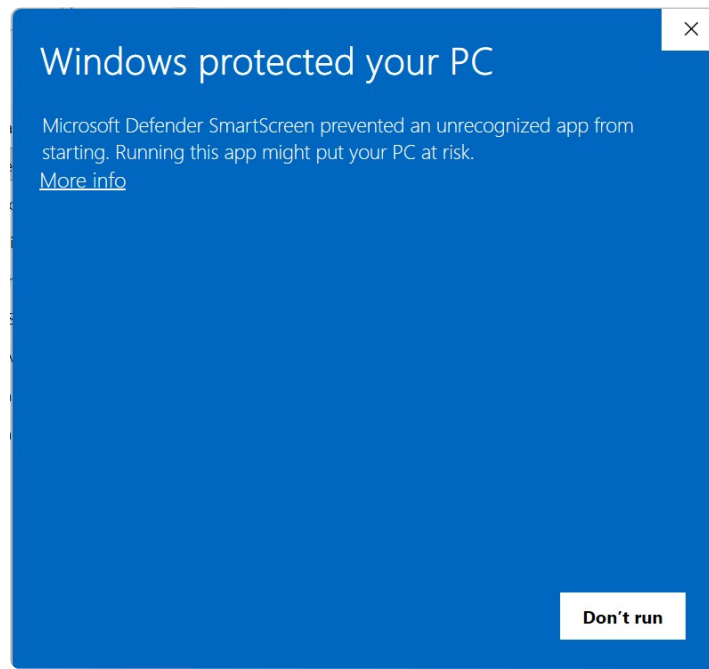 Windows protected your PC
Microsoft Defender SmartScreen prevented an unrecognized app from
starting. Running this app might put your PC at risk.
More info
Don't run